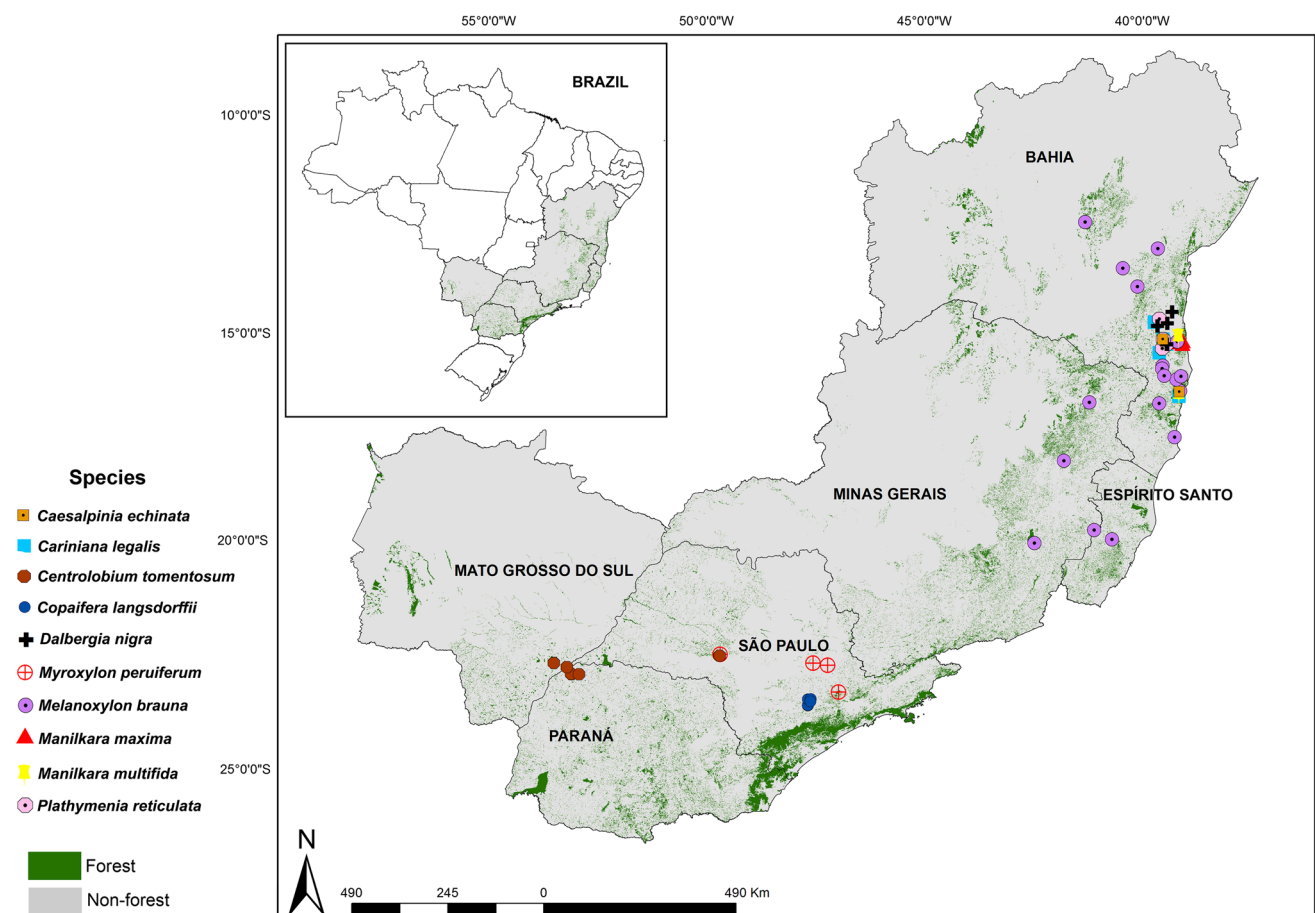 55°0'0"W 50°0'0"W 45°0'0"W 40°0'0"W
BRAZIL
10°0'0"S
BAHIA
15°0'0"S
Species
MINAS GERAIS
ESPÍRITO SANTO
Caesalpinia echinata
Cariniana legalis
20°0'0"S
Centrolobium tomentosum
MATO GROSSO DO SUL
Copaifera langsdorffii
Dalbergia nigra
SÃO PAULO
Myroxylon peruiferum
Melanoxylon brauna
Manilkara maxima
PARANÁ
Manilkara multifida
25°0'0"S
Plathymenia reticulata
N
Forest
490 245 0 490 Km
Non-forest